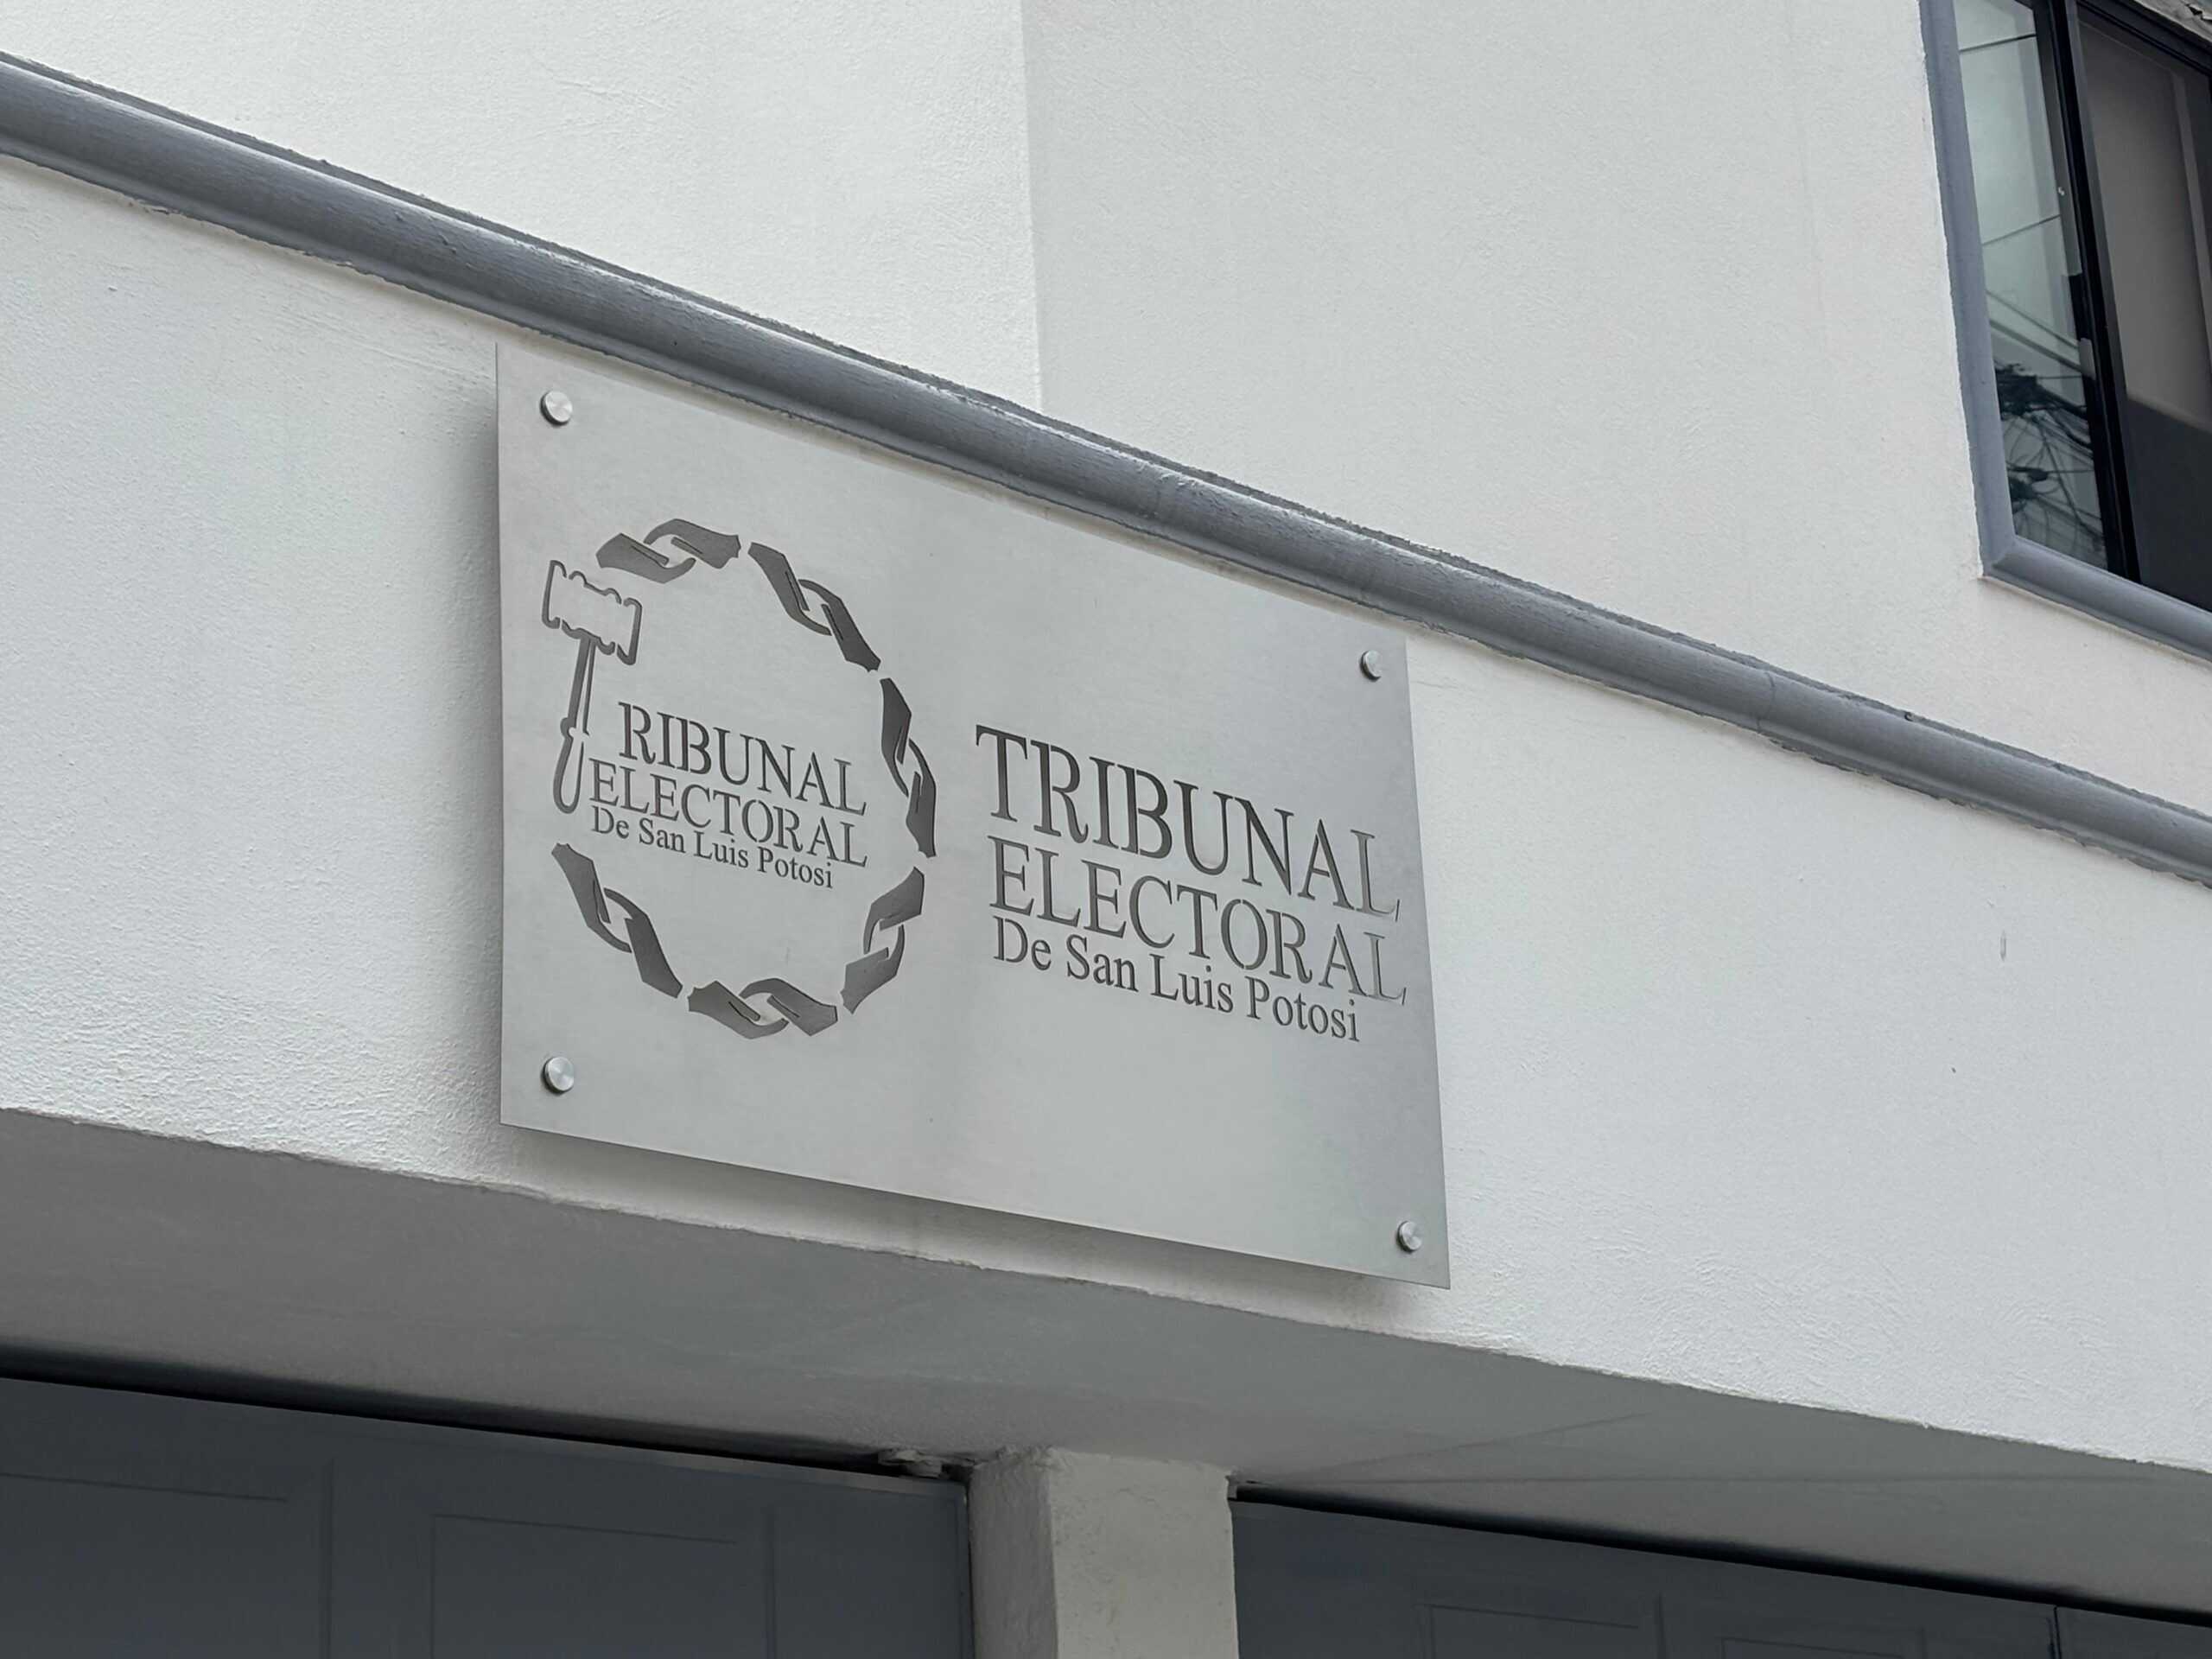 RIBUNAL
ELECTORAL
De San Luis Potosi
TRIBUNAL
ELECTORAL
De San Luis Potosi